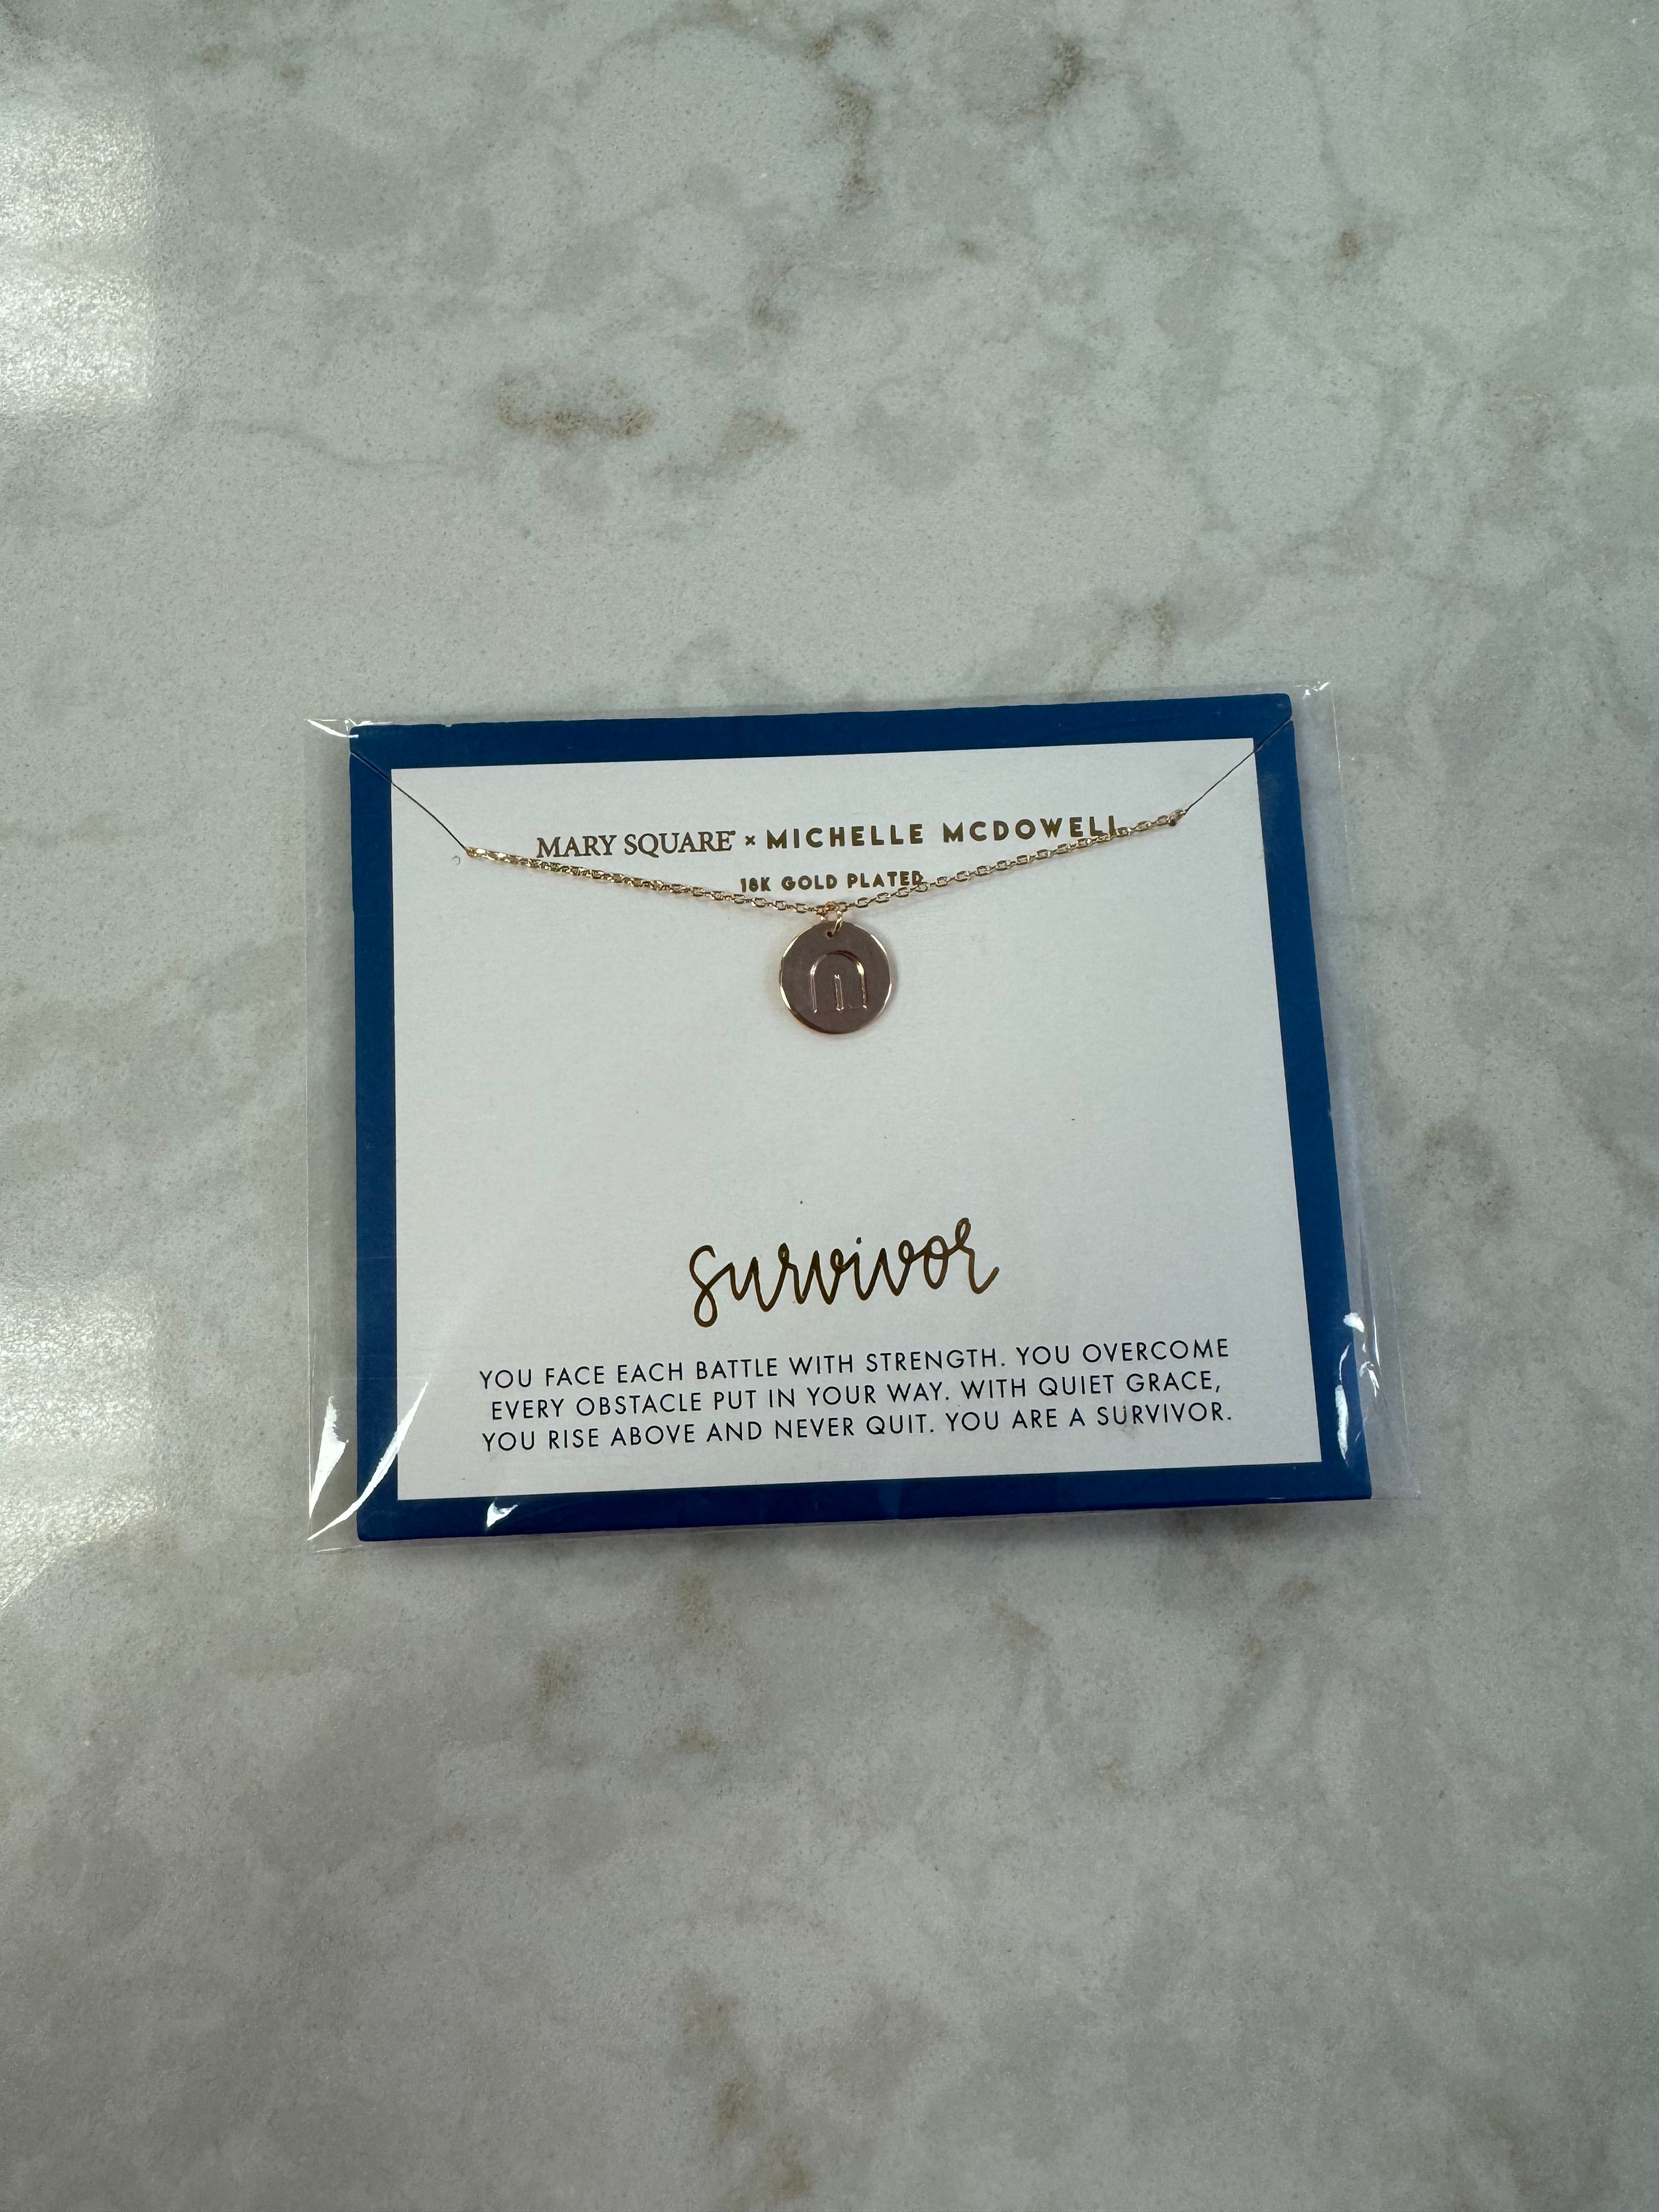 MARY SQUARE® × MICHELLE MCDOWELL
18K GOLD PLATED
survivor
YOU FACE EACH BATTLE WITH STRENGTH. YOU OVERCOME
EVERY OBSTACLE PUT IN YOUR WAY. WITH QUIET GRACE,
YOU RISE ABOVE AND NEVER QUIT. YOU ARE A SURVIVOR.